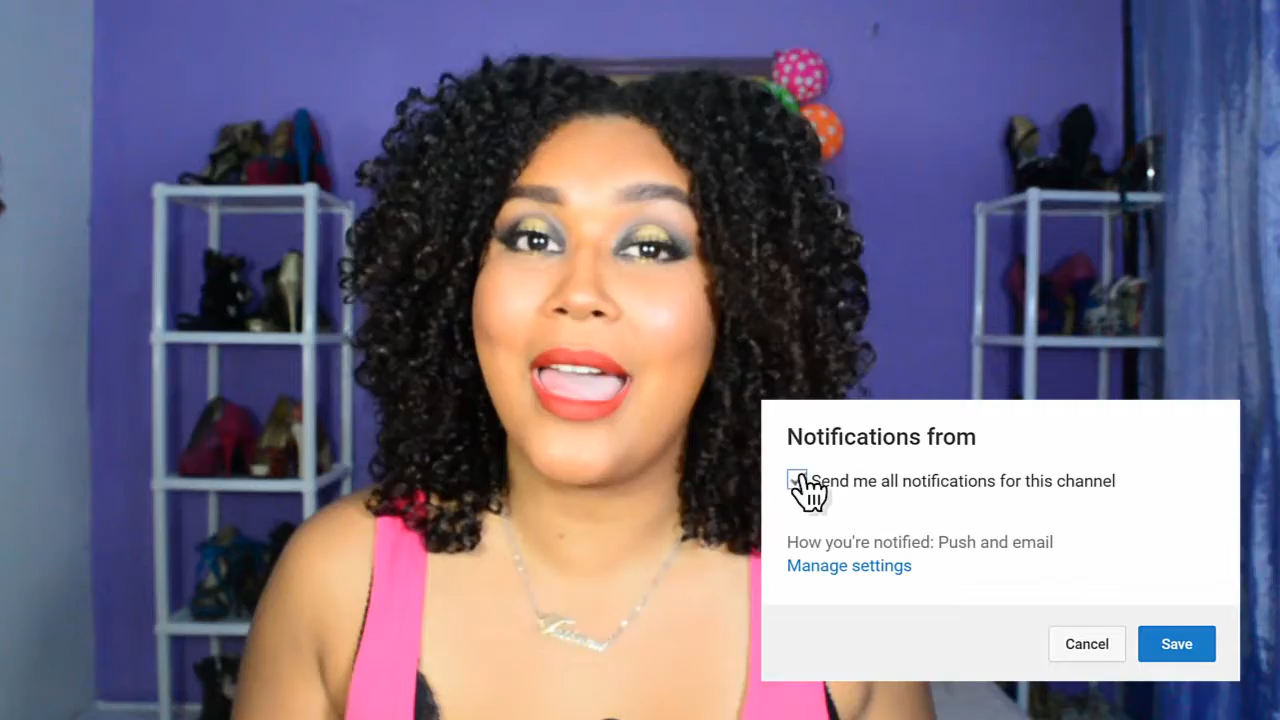 Notifications from
Send me all notifications for this channel
How you're notified: Push and email
Manage settings
Cancel
Save